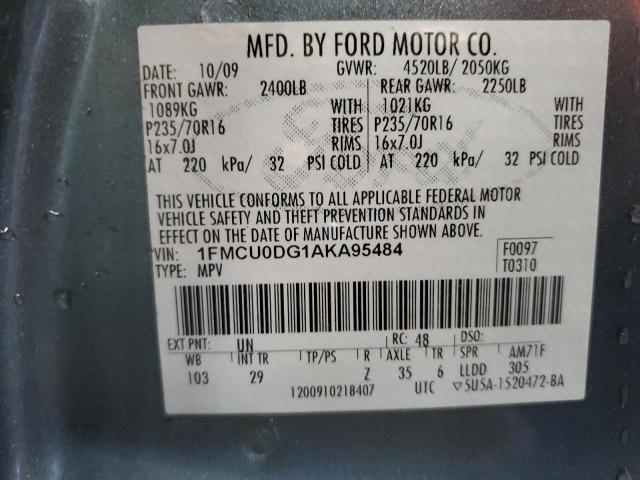 MFD. BY FORD MOTOR CO.
DATE: 10/09 GVWR: 4520LB/ 2050KG
FRONT GAWR: 2400LB REAR GAWR: 2250LB
1089KG WITH 1021KG WITH
P235/70R16 TIRES P235/70R16 TIRES
16x7.0J RIMS 16x7.0J RIMS
AT 220 kPa/ 32 PSI COLD AT 220 kPa/ 32 PSI COLD
THIS VEHICLE CONFORMS TO ALL APPLICABLE FEDERAL MOTOR
VEHICLE SAFETY AND THEFT PREVENTION STANDARDS IN
EFFECT ON THE DATE OF MANUFACTURE SHOWN ABOVE.
VIN: 1FMCU0DG1AKA95484 F0097
TYPE: MPV T0310
EXT PNT: UN RC: 48 DSO:
WB INT TR TP/PS R AXLE TR SPR AM71F
103 29 Z 35 6 LLDD 305
1200910218407 UTC ▽5U5A-1520472-BA